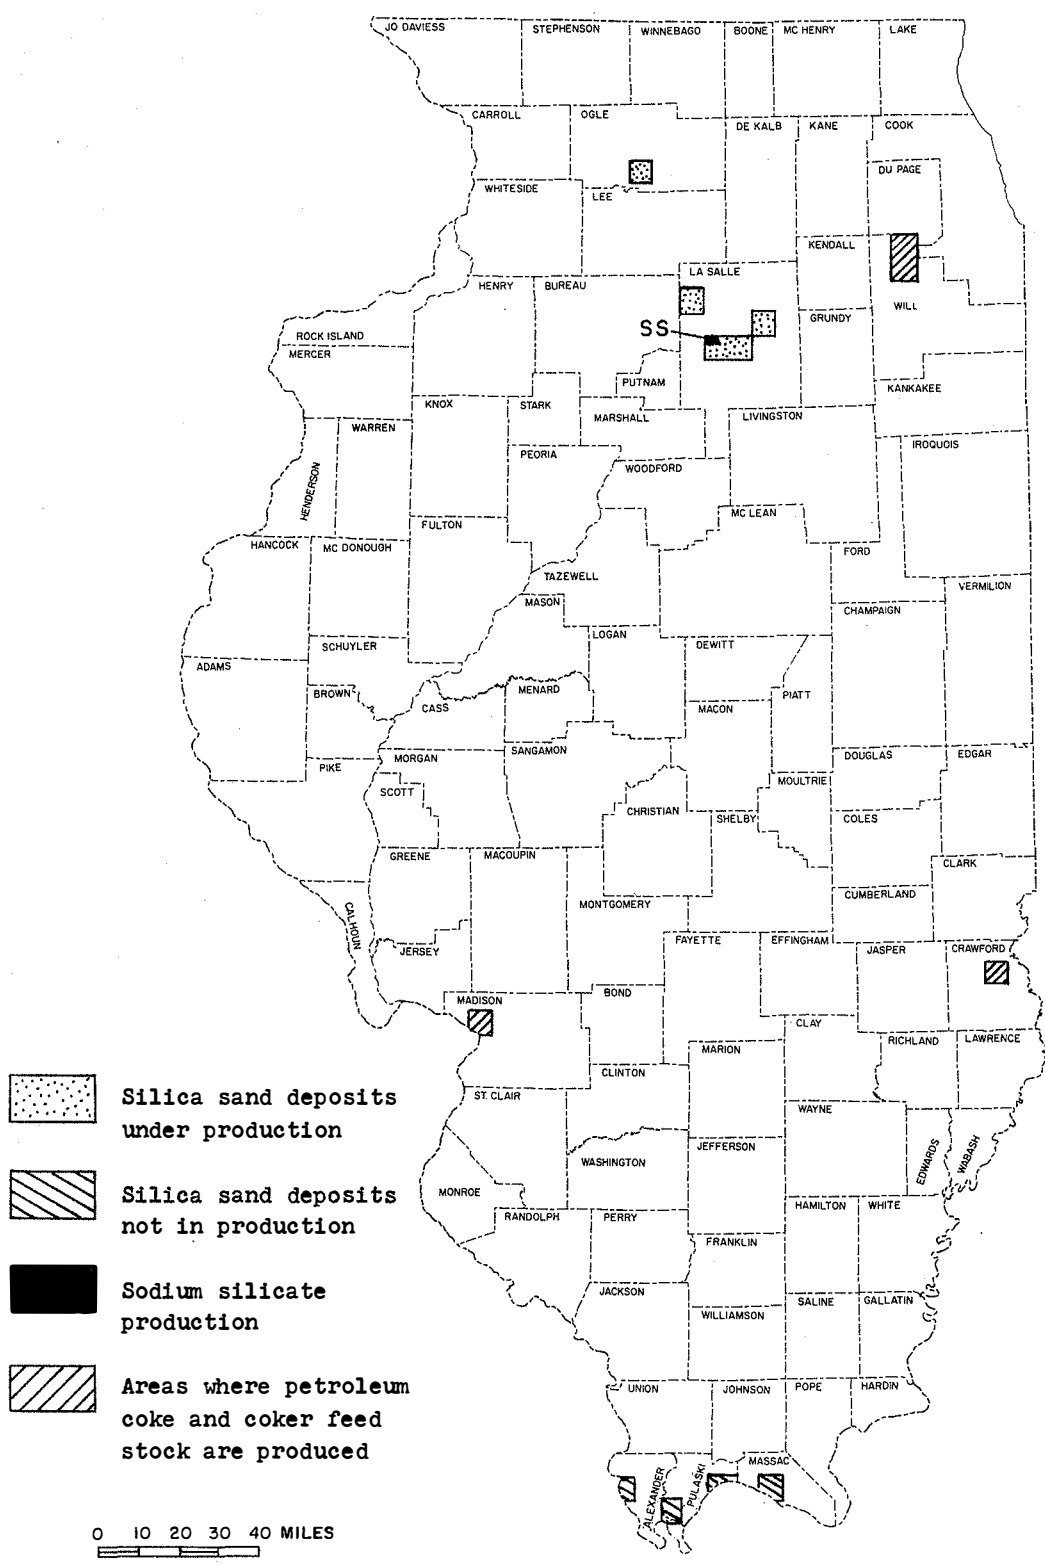 JO DAVIESS
STEPHENSON
WINNEBAGO
BOONE
MC HENRY
LAKE
CARROLL
OGLE
DE KALB
KANE
COOK
DU PAGE
WHITESIDE
LEE
KENDALL
LA SALLE
HENRY
BUREAU
WILL
GRUNDY
SS
ROCK ISLAND
MERCER
PUTNAM
KANKAKEE
KNOX
STARK
MARSHALL
LIVINGSTON
WARREN
IROQUOIS
PEORIA
WOODFORD
HENDERSON
MC LEAN
FULTON
HANCOCK
MC DONOUGH
FORD
TAZEWELL
VERMILION
MASON
CHAMPAIGN
LOGAN
SCHUYLER
DEWITT
ADAMS
BROWN
MENARD
PIATT
CASS
MACON
SANGAMON
MORGAN
DOUGLAS
EDGAR
PIKE
MOULTRIE
SCOTT
CHRISTIAN
SHELBY
COLES
GREENE
MACOUPIN
CLARK
CUMBERLAND
MONTGOMERY
CALHOUN
FAYETTE
EFFINGHAM
JERSEY
JASPER
CRAWFORD
MADISON
BOND
CLAY
RICHLAND
LAWRENCE
MARION
CLINTON
ST. CLAIR
WAYNE
JEFFERSON
WASHINGTON
EDWARDS
WABASH
MONROE
RANDOLPH
PERRY
HAMILTON
WHITE
FRANKLIN
JACKSON
SALINE
GALLATIN
WILLIAMSON
UNION
JOHNSON
POPE
HARDIN
MASSAC
ALEXANDER
PULASKI
Silica sand deposits
under production
Silica sand deposits
not in production
Sodium silicate
production
Areas where petroleum
coke and coker feed
stock are produced
0 10 20 30 40 MILES